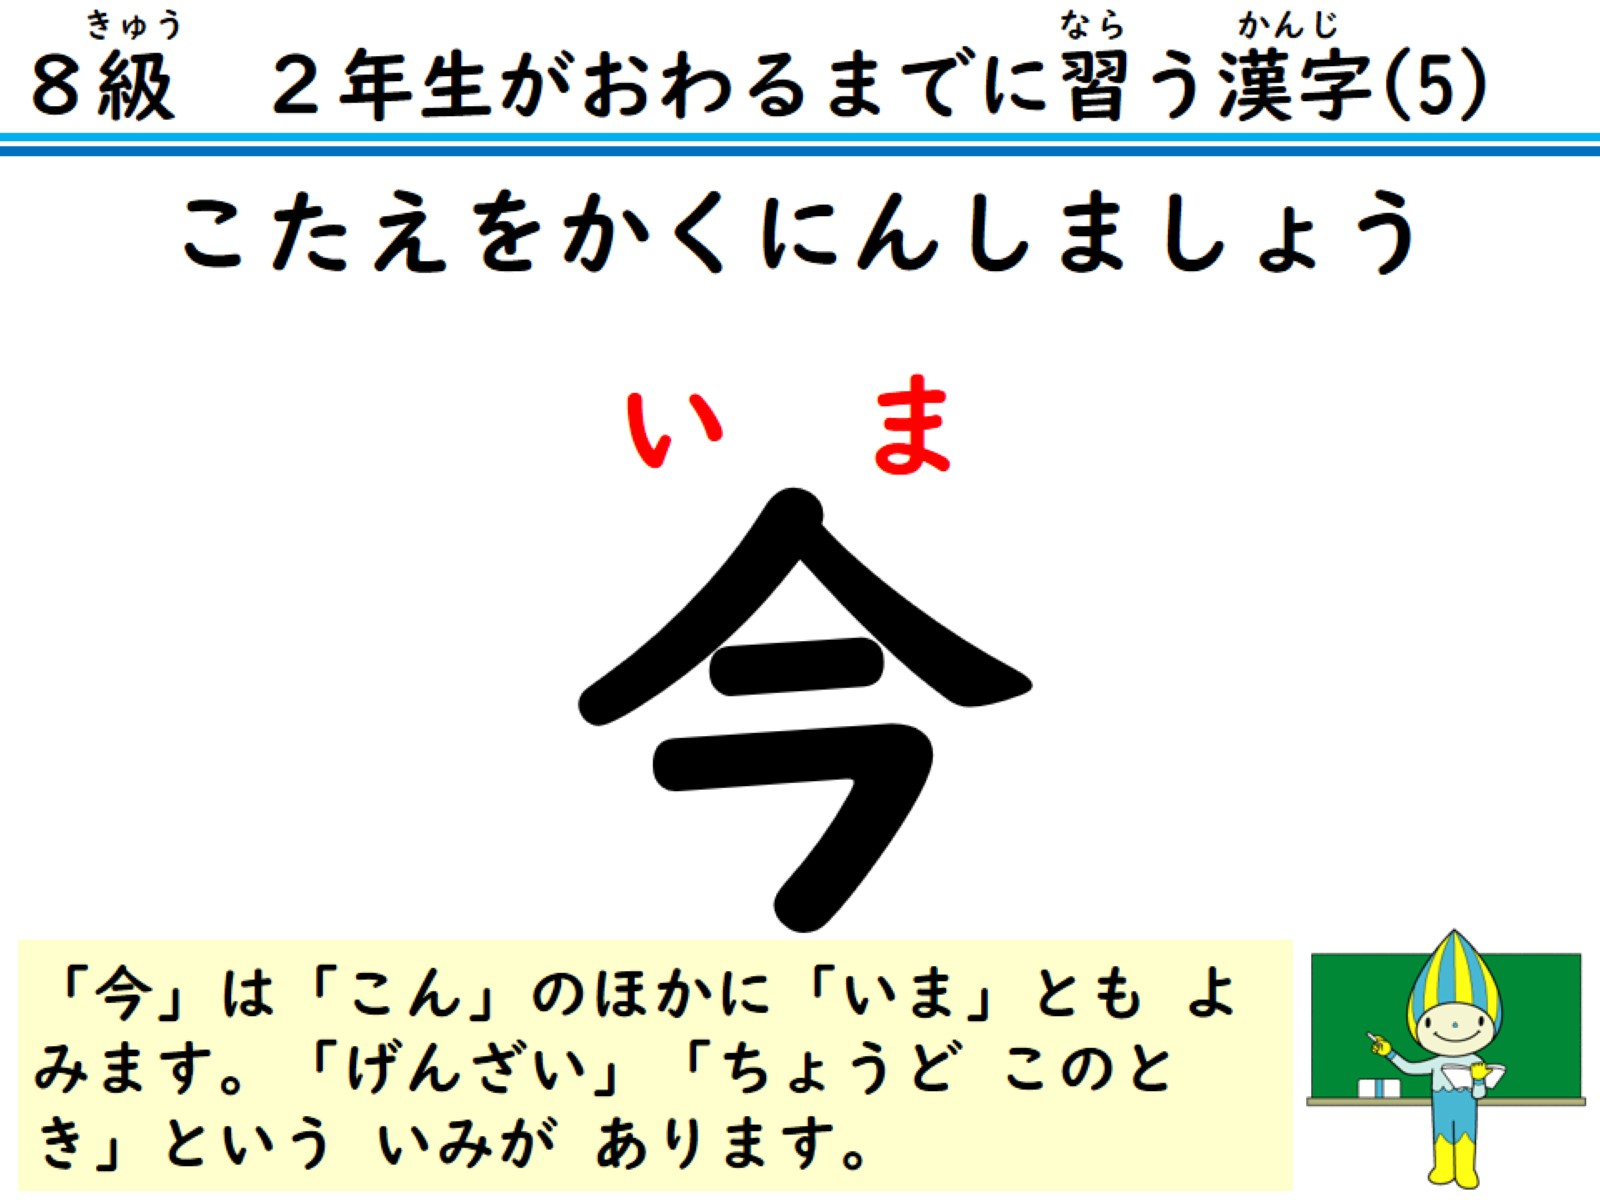 きゅう なら かんじ
８級　２年生がおわるまでに習う漢字(5)
こたえをかくにんしましょう
い ま
今
「今」は「こん」のほかに「いま」とも よ
みます。「げんざい」「ちょうど このと
き」という いみが あります。